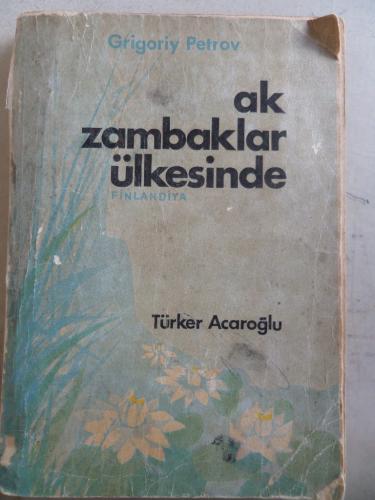 Grigoriy Petrov
ak
zambaklar
ülkesinde
FİNLANDİYA
Türker Acaroğlu